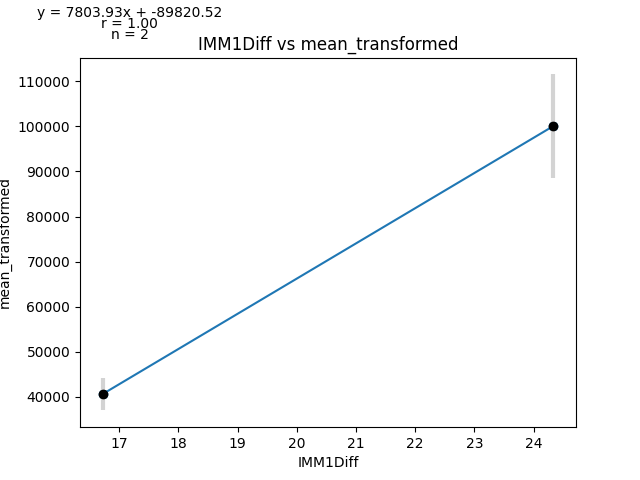 y = 7803.93x + -89820.52
r = 1.00
n = 2
IMM1Diff vs mean_transformed
110000
100000
90000
80000
70000
60000
50000
40000
mean_transformed
17 18 19 20 21 22 23 24
IMM1Diff